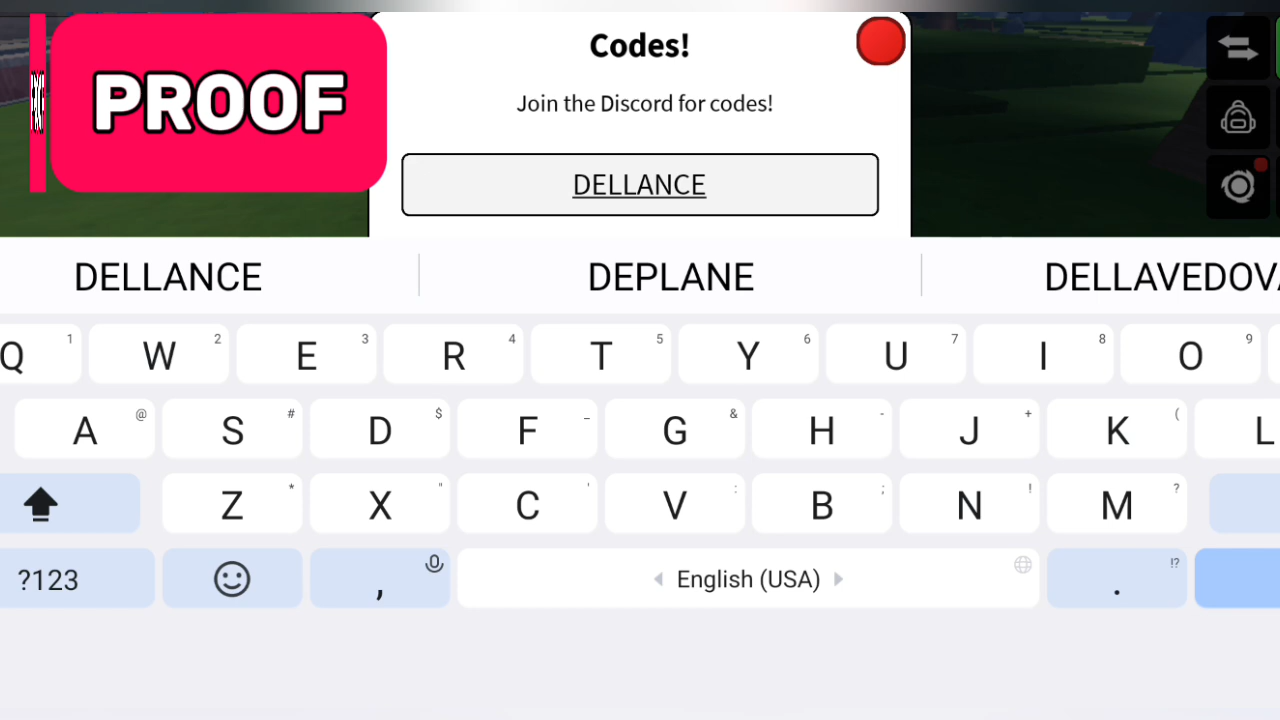 PROOF
Codes!
Join the Discord for codes!
DELLANCE
DELLANCE DEPLANE DELLAVEDOVA
Q 1 W 2 E 3 R 4 T 5 Y 6 U 7 I 8 O 9
A @ S # D $ F _ G & H - J + K ( L
Z * X " C ' V : B ; N ! M ?
?123 , English (USA) . !?